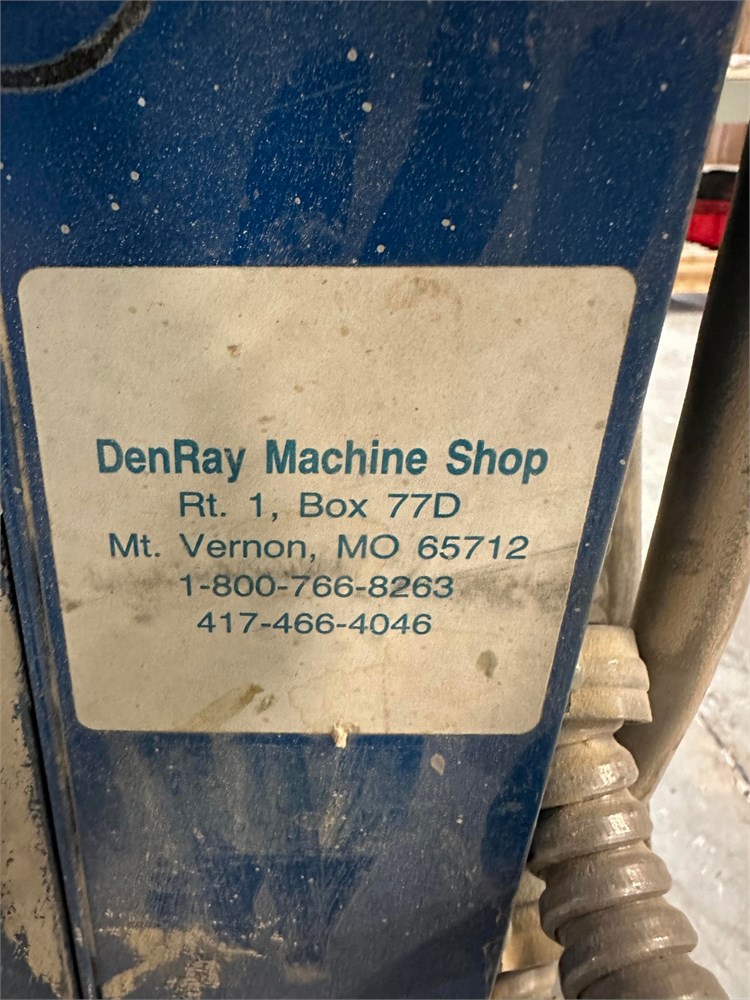 DenRay Machine Shop
Rt. 1, Box 77D
Mt. Vernon, MO 65712
1-800-766-8263
417-466-4046